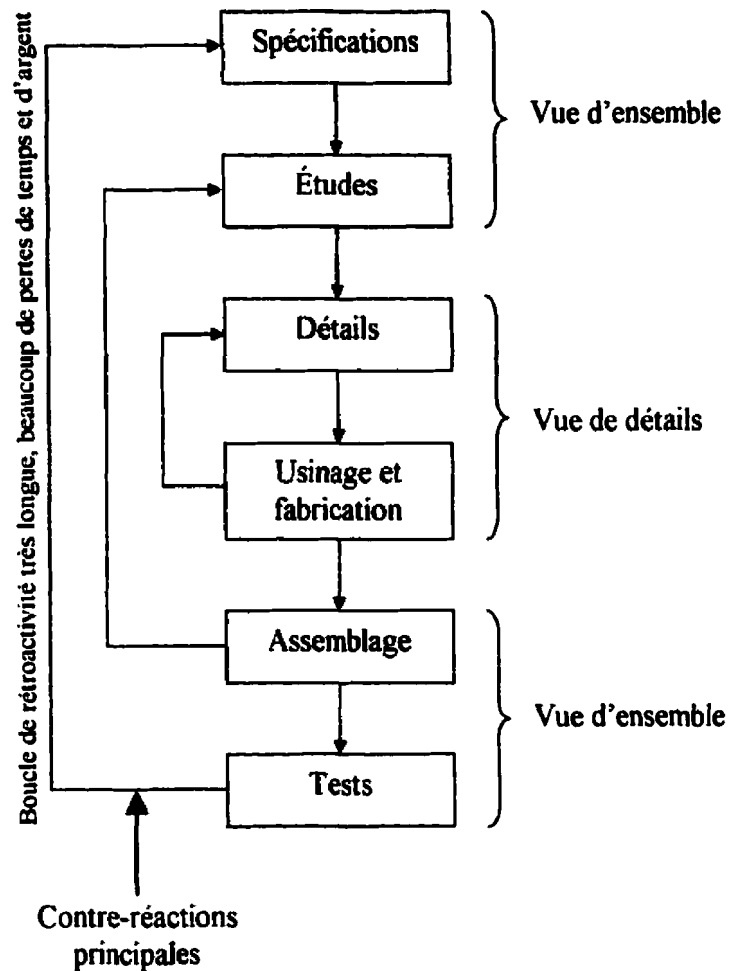 Spécifications
Vue d'ensemble
Études
Détails
Vue de détails
Usinage et
fabrication
Assemblage
Vue d'ensemble
Tests
Boucle de rétroactivité très longue, beaucoup de pertes de temps et d'argent
Contre-réactions
principales